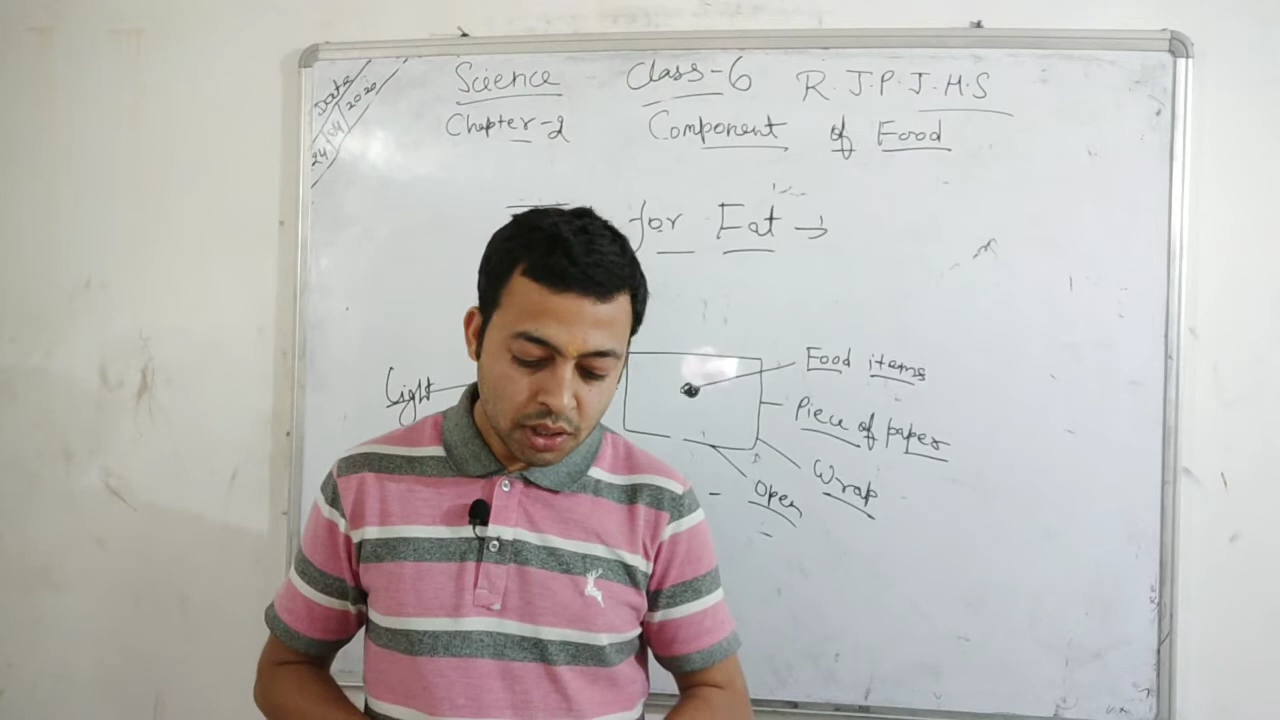 Date
24/04/2020
Science Class-6 R.J.P.J.H.S
Chapter-2 Component of Food
for Eat →
Light
Food items
Piece of paper
Wrap
Open